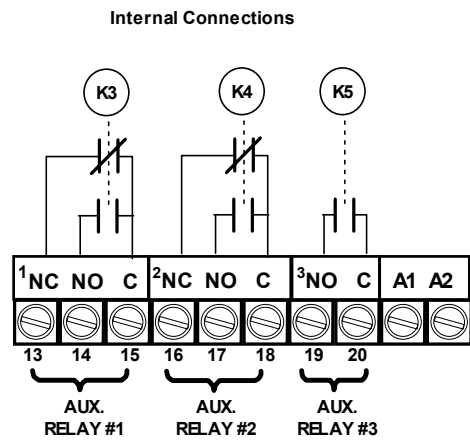 Internal Connections
K3 K4 K5
1NC NO C 2NC NO C 3NO C A1 A2
13 14 15 16 17 18 19 20
AUX. AUX. AUX.
RELAY #1 RELAY #2 RELAY #3